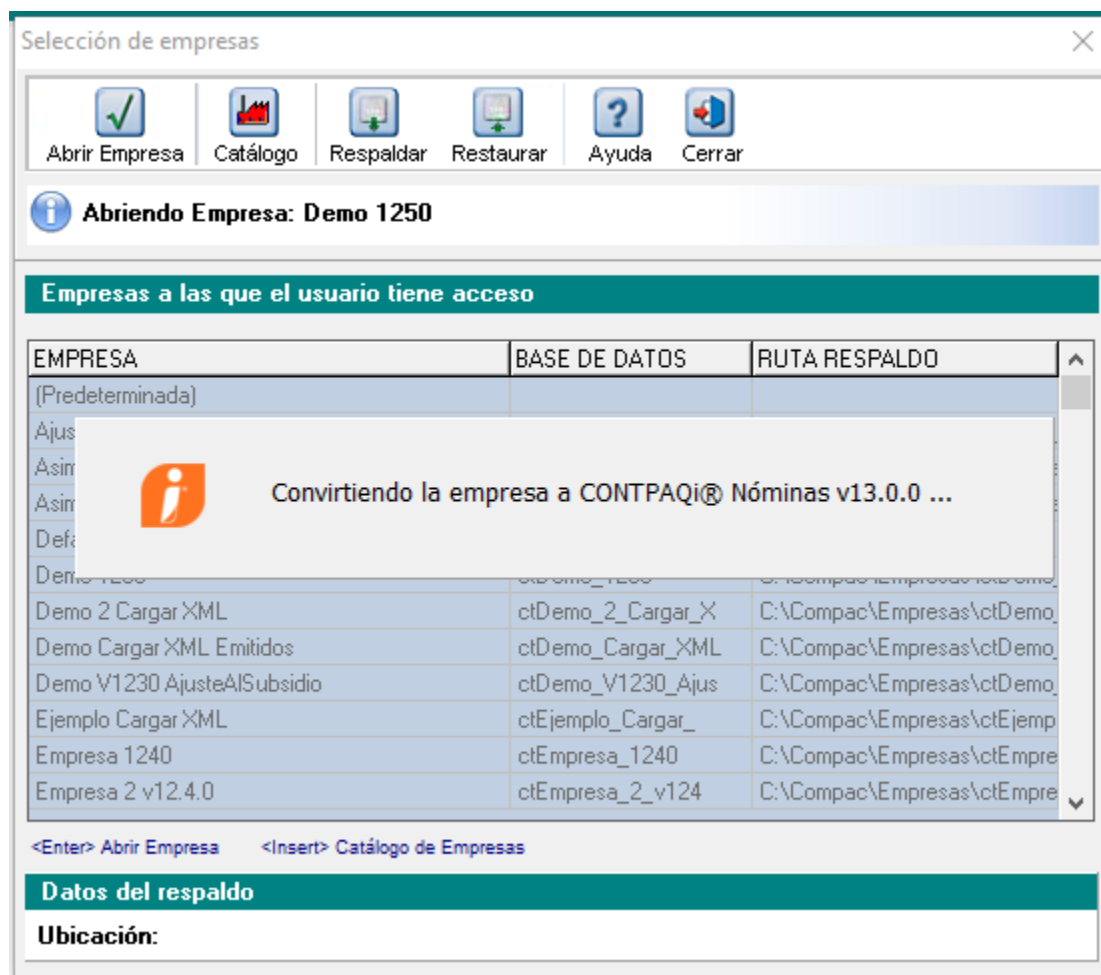 Selección de empresas
Abrir Empresa Catálogo Respaldar Restaurar Ayuda Cerrar
Abriendo Empresa: Demo 1250
Empresas a las que el usuario tiene acceso
EMPRESA BASE DE DATOS RUTA RESPALDO
(Predeterminada)
Convirtiendo la empresa a CONTPAQi® Nóminas v13.0.0 ...
Demo 2 Cargar XML ctDemo_2_Cargar_X C:\Compac\Empresas\ctDemo_
Demo Cargar XML Emitidos ctDemo_Cargar_XML C:\Compac\Empresas\ctDemo_
Demo V1230 AjusteAlSubsidio ctDemo_V1230_Ajus C:\Compac\Empresas\ctDemo_
Ejemplo Cargar XML ctEjemplo_Cargar_ C:\Compac\Empresas\ctEjemp
Empresa 1240 ctEmpresa_1240 C:\Compac\Empresas\ctEmpre
Empresa 2 v12.4.0 ctEmpresa_2_v124 C:\Compac\Empresas\ctEmpre
<Enter> Abrir Empresa <Insert> Catálogo de Empresas
Datos del respaldo
Ubicación: